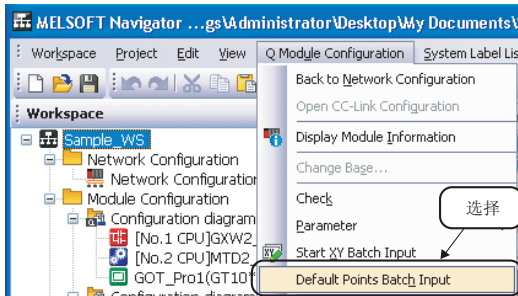 MELSOFT Navigator ...gs\Administrator\Desktop\My Documents\
Workspace Project Edit View Q Module Configuration System Label Lis
Workspace
Sample_WS
Network Configuration
Network Configuration
Module Configuration
Configuration diagram
[No.1 CPU]GXW2_
[No.2 CPU]MTD2_
GOT_Pro1(GT10*
Configuration diagram
Back to Network Configuration
Open CC-Link Configuration
Display Module Information
Change Base...
Check
Parameter
Start XY Batch Input
Default Points Batch Input
选择